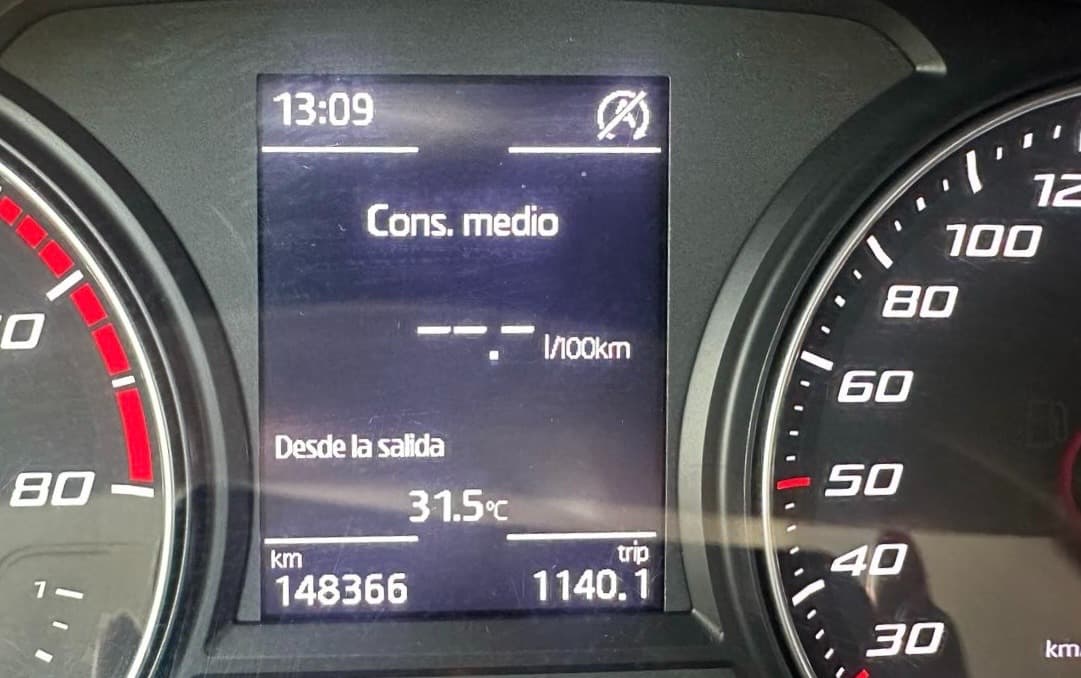 13:09
Cons. medio
--.- l/100km
Desde la salida
31.5°C
km trip
148366 1140.1
80
1
100
80
60
50
40
30